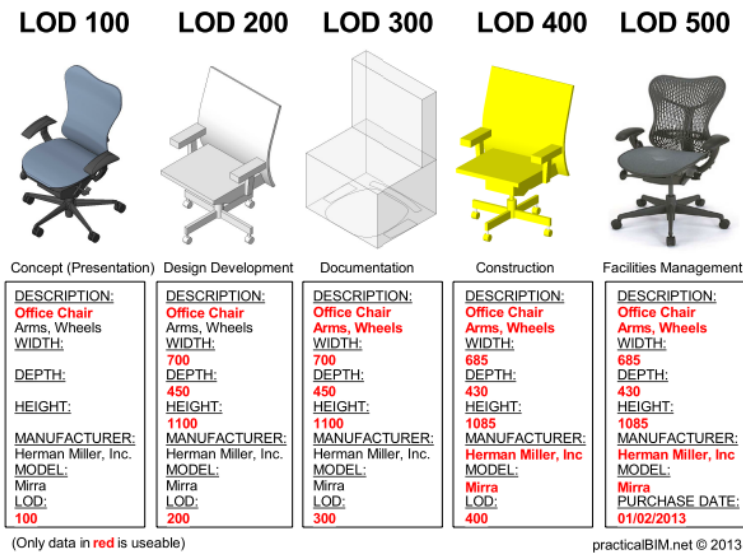 LOD 100
LOD 200
LOD 300
LOD 400
LOD 500
Concept (Presentation)
Design Development
Documentation
Construction
Facilities Management
DESCRIPTION:
Office Chair
Arms, Wheels
WIDTH:
DEPTH:
HEIGHT:
MANUFACTURER:
Herman Miller, Inc.
MODEL:
Mirra
LOD:
100
DESCRIPTION:
Office Chair
Arms, Wheels
WIDTH:
700
DEPTH:
450
HEIGHT:
1100
MANUFACTURER:
Herman Miller, Inc.
MODEL:
Mirra
LOD:
200
DESCRIPTION:
Office Chair
Arms, Wheels
WIDTH:
700
DEPTH:
450
HEIGHT:
1100
MANUFACTURER:
Herman Miller, Inc.
MODEL:
Mirra
LOD:
300
DESCRIPTION:
Office Chair
Arms, Wheels
WIDTH:
685
DEPTH:
430
HEIGHT:
1085
MANUFACTURER:
Herman Miller, Inc
MODEL:
Mirra
LOD:
400
DESCRIPTION:
Office Chair
Arms, Wheels
WIDTH:
685
DEPTH:
430
HEIGHT:
1085
MANUFACTURER:
Herman Miller, Inc
MODEL:
Mirra
PURCHASE DATE:
01/02/2013
(Only data in red is useable)
practicalBIM.net © 2013